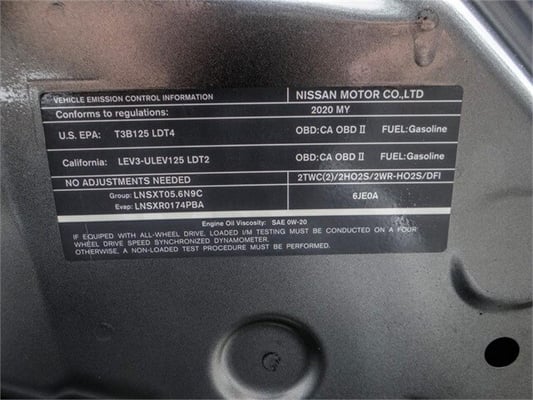 VEHICLE EMISSION CONTROL INFORMATION NISSAN MOTOR CO.,LTD
Conforms to regulations: 2020 MY
U.S. EPA: T3B125 LDT4 OBD:CA OBD II FUEL:Gasoline
California: LEV3-ULEV125 LDT2 OBD:CA OBD II FUEL:Gasoline
NO ADJUSTMENTS NEEDED 2TWC(2)/2HO2S/2WR-HO2S/DFI
Group: LNSXT05.6N9C 6JE0A
Evap: LNSXR0174PBA
Engine Oil Viscosity: SAE 0W-20
IF EQUIPPED WITH ALL-WHEEL DRIVE, LOADED I/M TESTING MUST BE CONDUCTED ON A FOUR
WHEEL DRIVE SPEED SYNCHRONIZED DYNAMOMETER.
OTHERWISE, A NON-LOADED TEST PROCEDURE MUST BE PERFORMED.